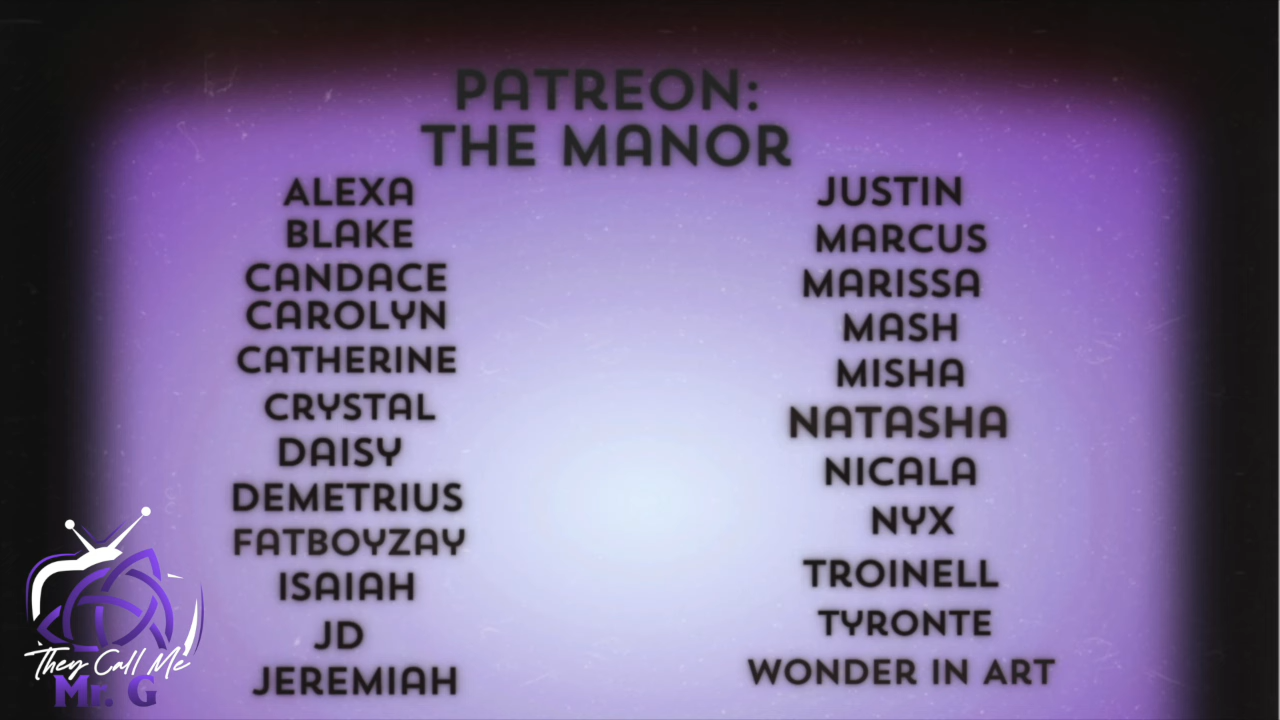 PATREON:
THE MANOR
ALEXA
BLAKE
CANDACE
CAROLYN
CATHERINE
CRYSTAL
DAISY
DEMETRIUS
FATBOYZAY
ISAIAH
JD
JEREMIAH
JUSTIN
MARCUS
MARISSA
MASH
MISHA
NATASHA
NICALA
NYX
TROINELL
TYRONTE
WONDER IN ART
They Call Me
Mr. G